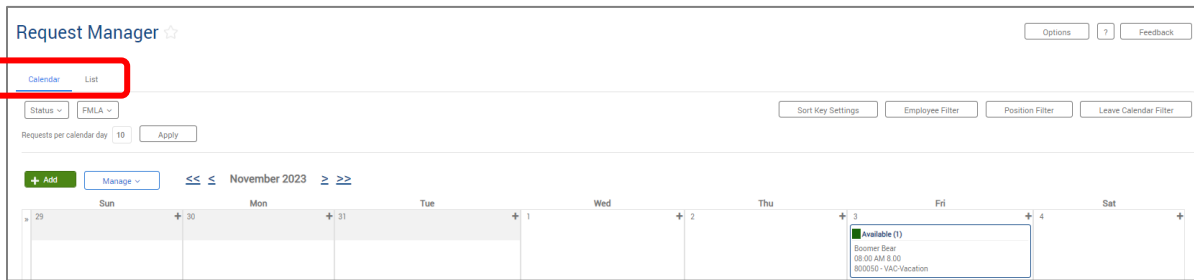 Request Manager
Options ? Feedback
Calendar List
Status FMLA
Sort Key Settings Employee Filter Position Filter Leave Calendar Filter
Requests per calendar day 10 Apply
+ Add Manage << < November 2023 > >>
Sun Mon Tue Wed Thu Fri Sat
» 29 + 30 + 31 + 1 + 2 + 3 + 4 +
Available (1)
Boomer Bear
08:00 AM 8.00
800050 - VAC-Vacation